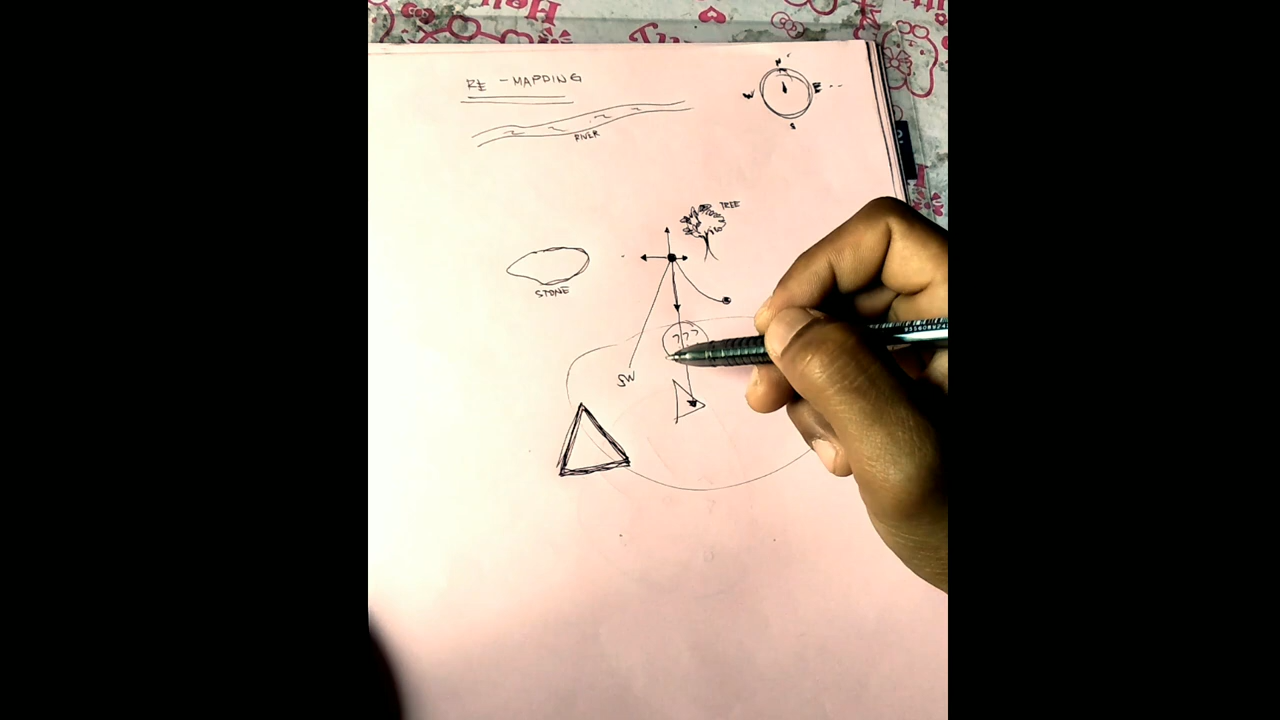 RE - MAPPING
N
W
E
S
RIVER
TREE
STONE
???
SW